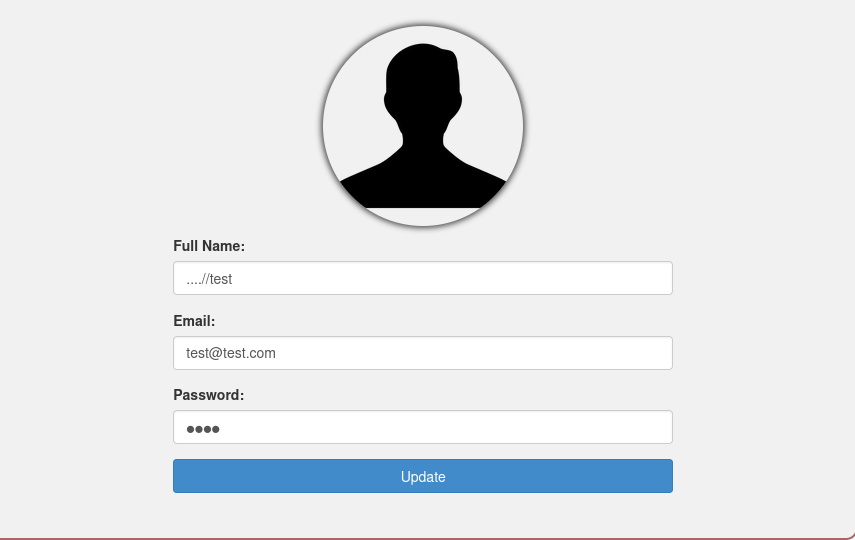 Full Name:
....//test
Email:
test@test.com
Password:
●●●●
Update